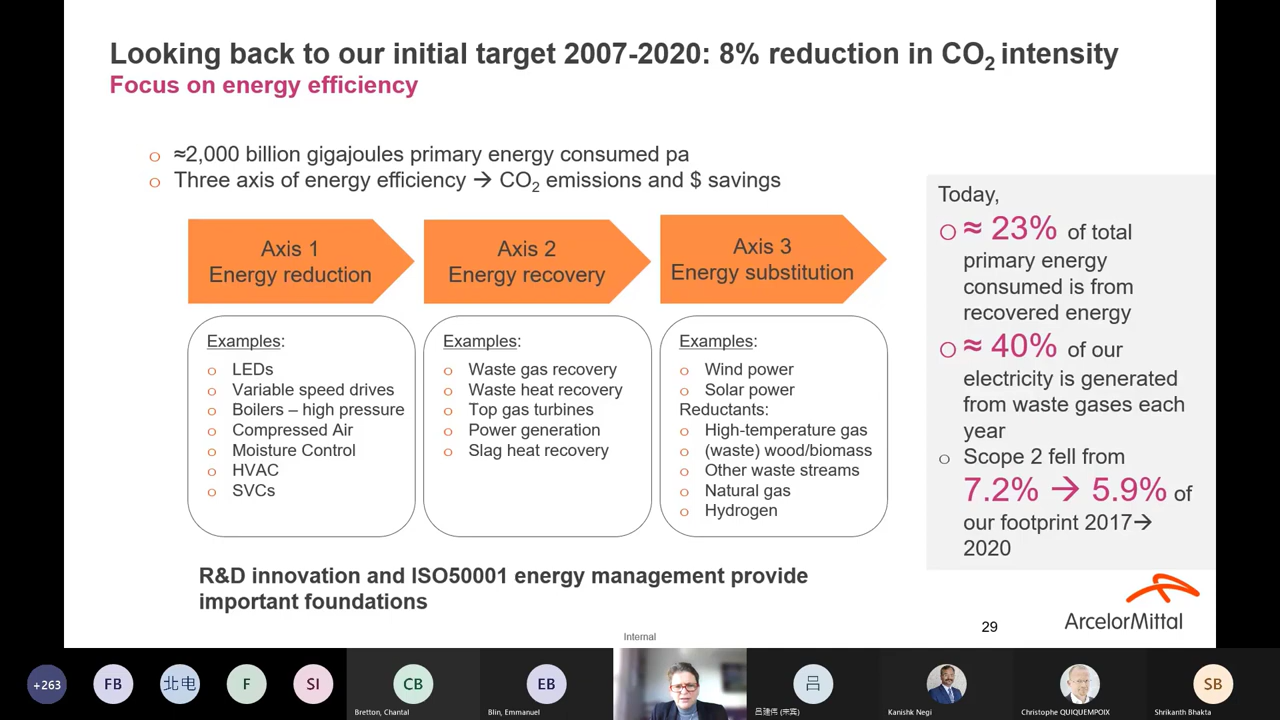 Looking back to our initial target 2007-2020: 8% reduction in CO₂ intensity
Focus on energy efficiency
≈2,000 billion gigajoules primary energy consumed pa
Three axis of energy efficiency → CO₂ emissions and $ savings
Axis 1
Energy reduction
Examples:
LEDs
Variable speed drives
Boilers – high pressure
Compressed Air
Moisture Control
HVAC
SVCs
Axis 2
Energy recovery
Examples:
Waste gas recovery
Waste heat recovery
Top gas turbines
Power generation
Slag heat recovery
Axis 3
Energy substitution
Examples:
Wind power
Solar power
Reductants:
High-temperature gas
(waste) wood/biomass
Other waste streams
Natural gas
Hydrogen
Today,
≈ 23% of total
primary energy
consumed is from
recovered energy
≈ 40% of our
electricity is generated
from waste gases each
year
Scope 2 fell from
7.2% → 5.9% of
our footprint 2017→
2020
R&D innovation and ISO50001 energy management provide
important foundations
ArcelorMittal
29
Internal
+263
FB
北电
F
SI
CB
Bretton, Chantal
EB
Blin, Emmanuel
吕
吕建伟 (宋宾)
Kanishk Negi
Christophe QUIQUEMPOIX
SB
Shrikanth Bhakta